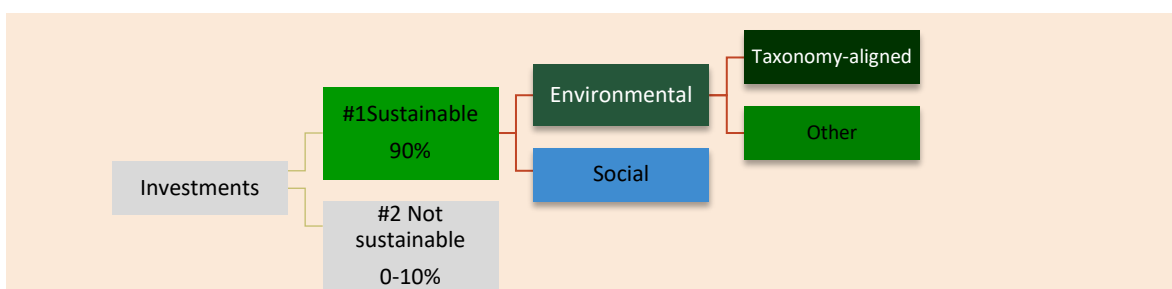 Investments
#1Sustainable
90%
#2 Not
sustainable
0-10%
Environmental
Social
Taxonomy-aligned
Other